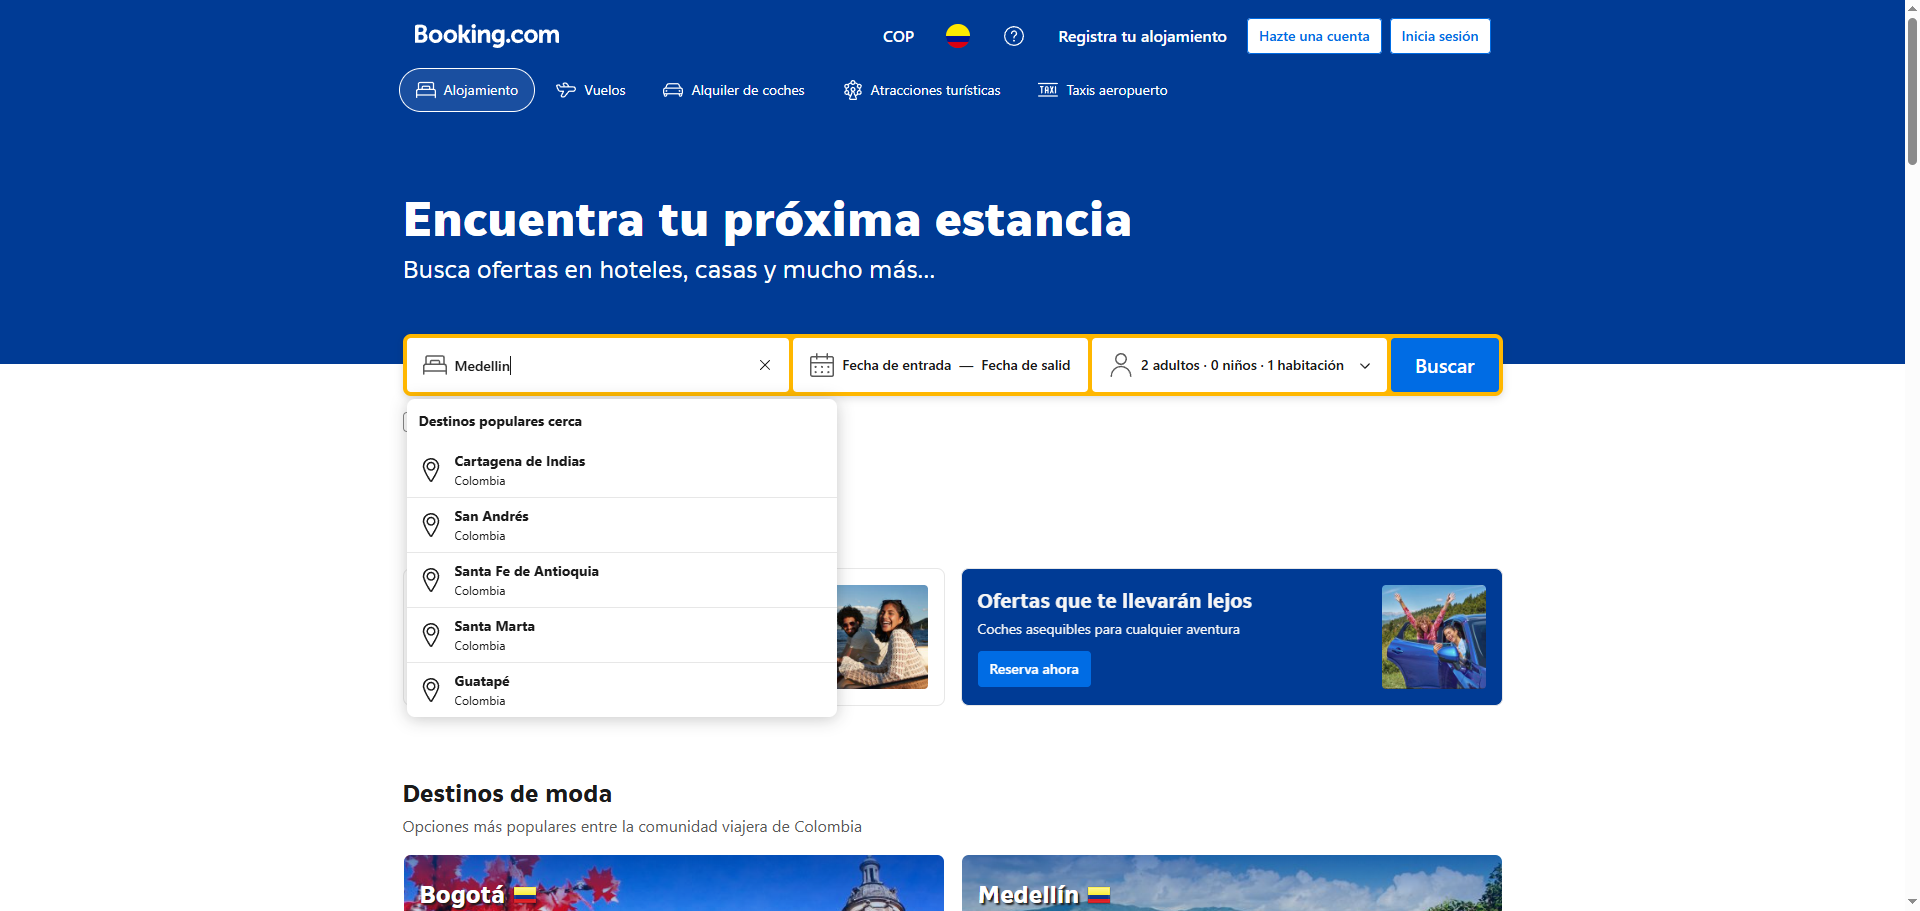 Booking.com
COP
Registra tu alojamiento
Hazte una cuenta
Inicia sesión
Alojamiento
Vuelos
Alquiler de coches
Atracciones turísticas
TAXI
Taxis aeropuerto
Encuentra tu próxima estancia
Busca ofertas en hoteles, casas y mucho más...
Medellin
Fecha de entrada — Fecha de salid
2 adultos · 0 niños · 1 habitación
Buscar
Destinos populares cerca
Cartagena de Indias
Colombia
San Andrés
Colombia
Santa Fe de Antioquia
Colombia
Santa Marta
Colombia
Guatapé
Colombia
Ofertas que te llevarán lejos
Coches asequibles para cualquier aventura
Reserva ahora
Destinos de moda
Opciones más populares entre la comunidad viajera de Colombia
Bogotá
Medellín